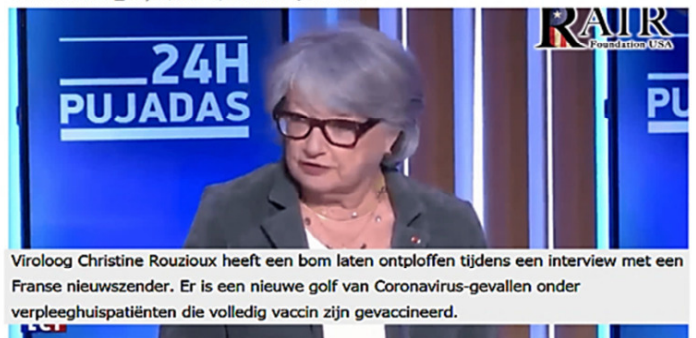 RAIR
Foundation USA
24H
PUJADAS
PU
Viroloog Christine Rouzioux heeft een bom laten ontploffen tijdens een interview met een
Franse nieuwszender. Er is een nieuwe golf van Coronavirus-gevallen onder
verpleeghuispatiënten die volledig vaccin zijn gevaccineerd.